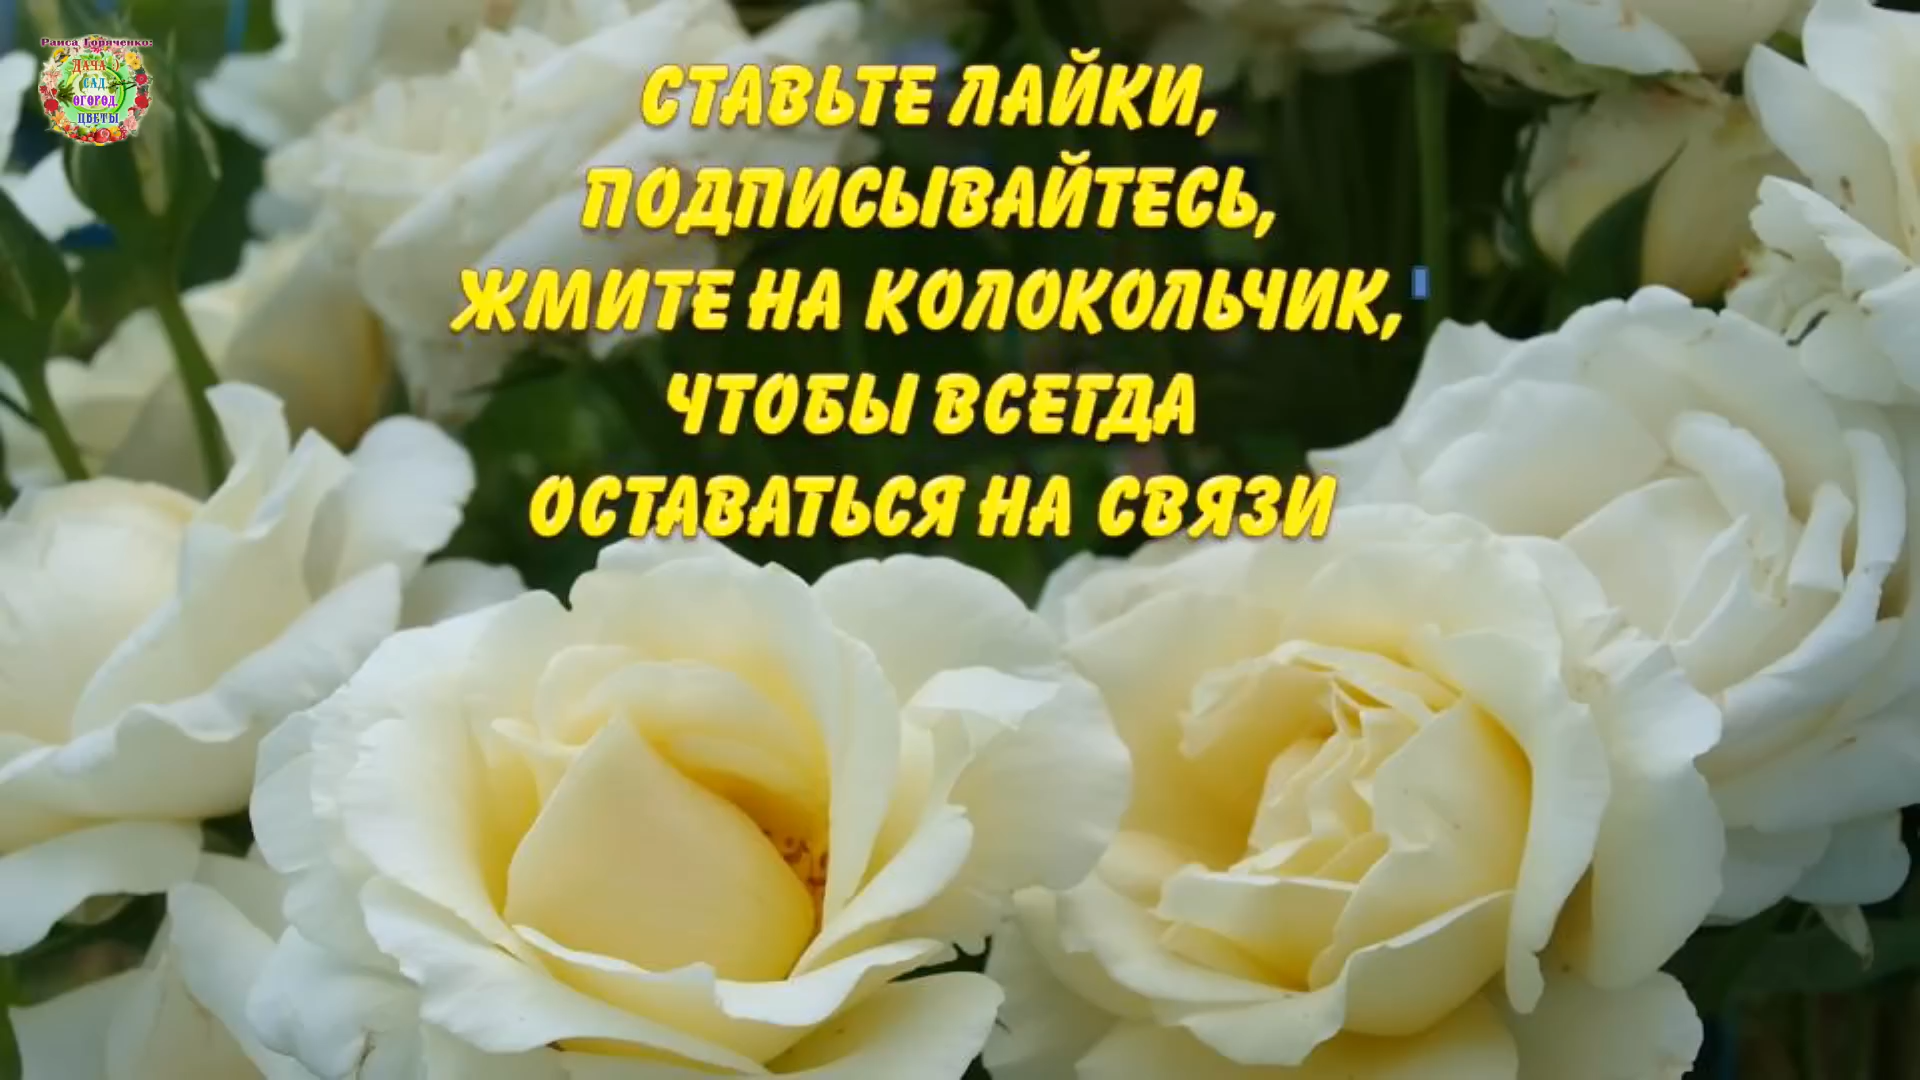 Раиса Горяченко:
ДАЧА
САД,
ОГОРОД,
ЦВЕТЫ
СТАВЬТЕ ЛАЙКИ,
ПОДПИСЫВАЙТЕСЬ,
ЖМИТЕ НА КОЛОКОЛЬЧИК,
ЧТОБЫ ВСЕГДА
ОСТАВАТЬСЯ НА СВЯЗИ